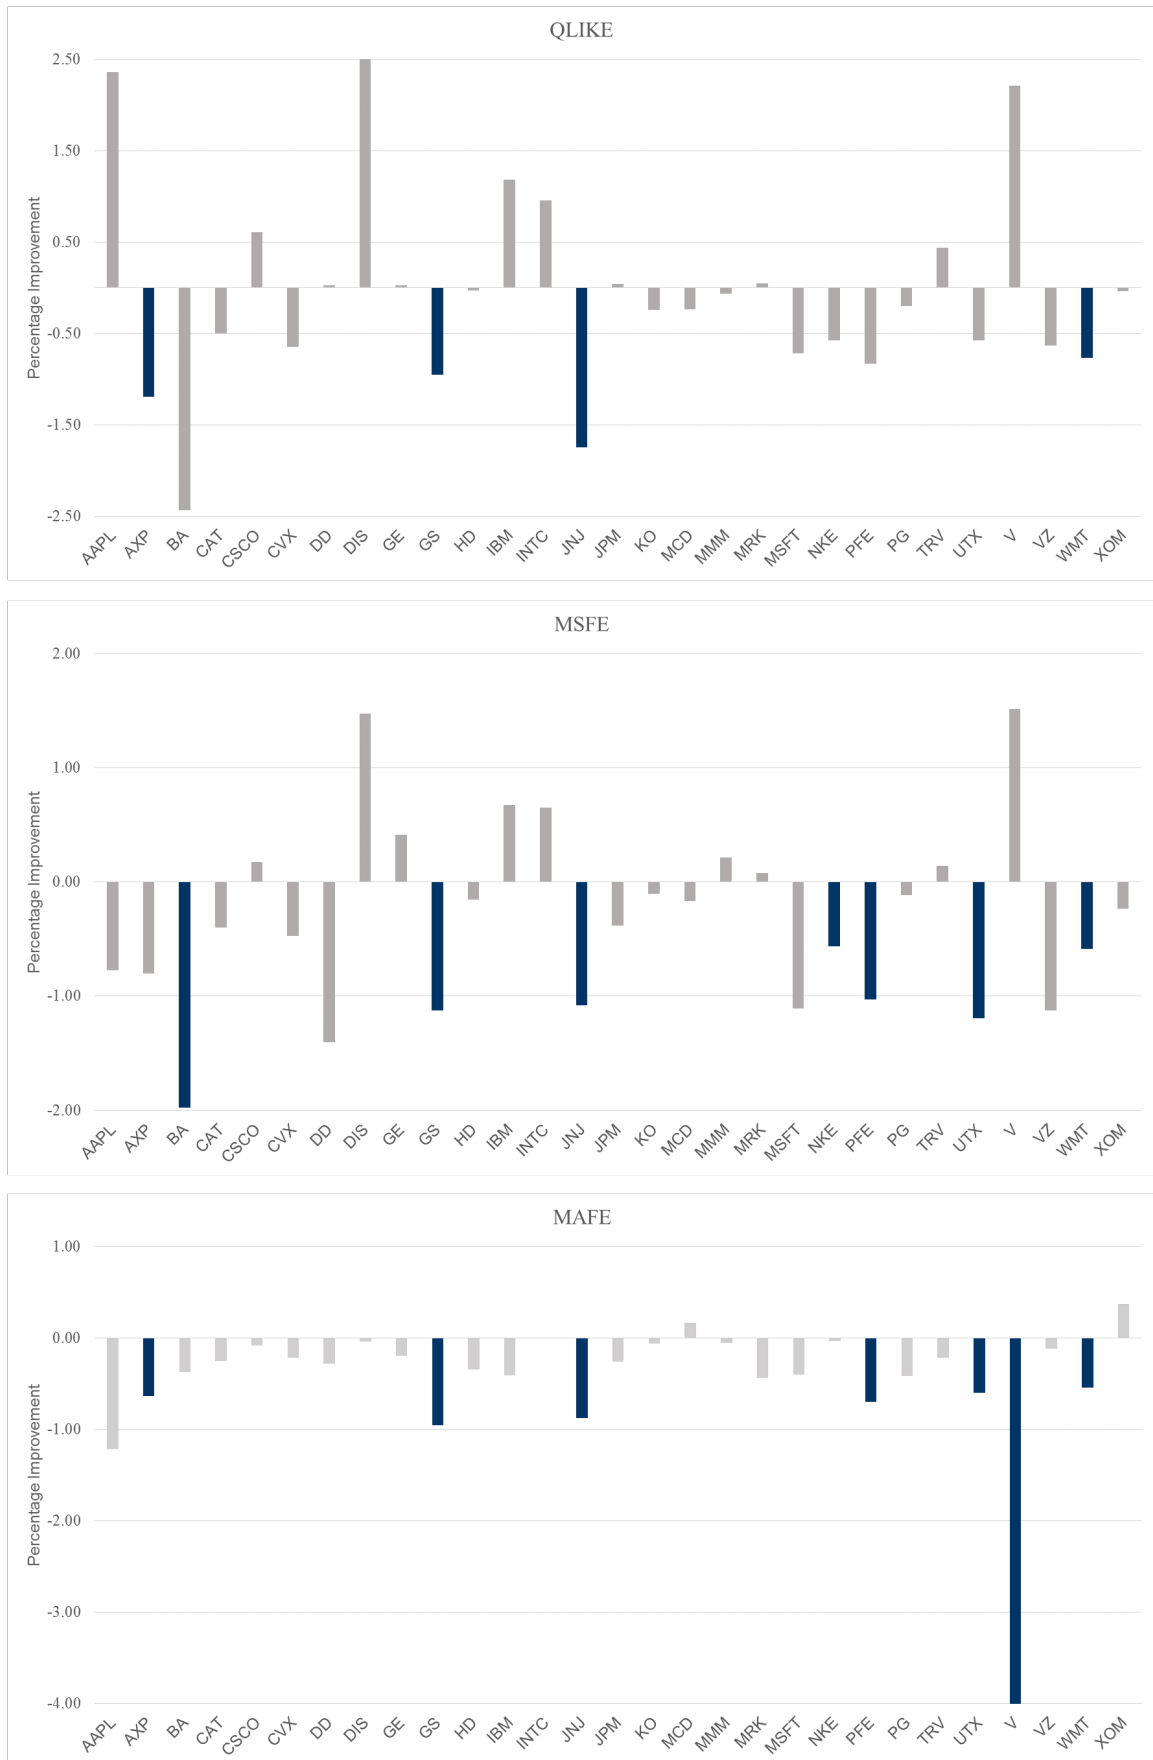 QLIKE
Percentage Improvement
2.50
1.50
0.50
-0.50
-1.50
-2.50
AAPL AXP BA CAT CSCO CVX DD DIS GE GS HD IBM INTC JNJ JPM KO MCD MMM MRK MSFT NKE PFE PG TRV UTX V VZ WMT XOM
MSFE
Percentage Improvement
2.00
1.00
0.00
-1.00
-2.00
AAPL AXP BA CAT CSCO CVX DD DIS GE GS HD IBM INTC JNJ JPM KO MCD MMM MRK MSFT NKE PFE PG TRV UTX V VZ WMT XOM
MAFE
Percentage Improvement
1.00
0.00
-1.00
-2.00
-3.00
-4.00
AAPL AXP BA CAT CSCO CVX DD DIS GE GS HD IBM INTC JNJ JPM KO MCD MMM MRK MSFT NKE PFE PG TRV UTX V VZ WMT XOM